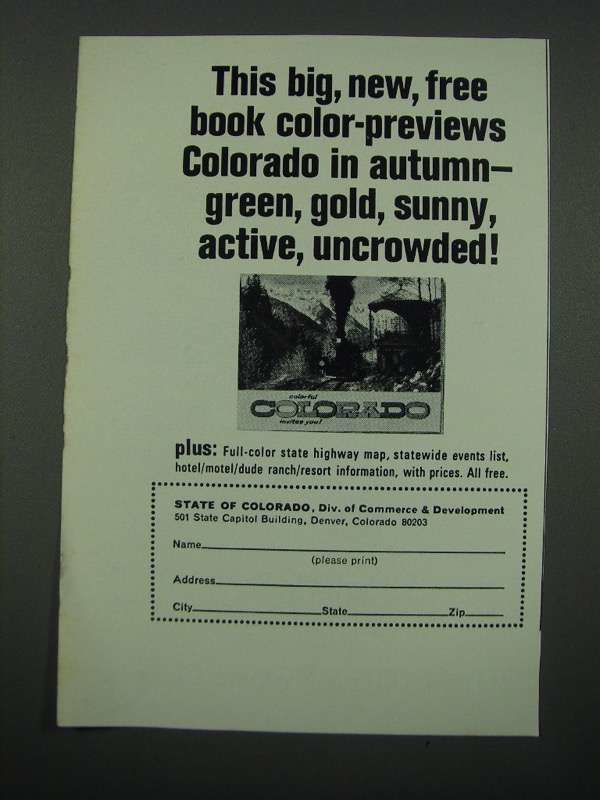 This big, new, free
book color-previews
Colorado in autumn—
green, gold, sunny,
active, uncrowded!
colorful
COLORADO
invites you!
plus: Full-color state highway map, statewide events list,
hotel/motel/dude ranch/resort information, with prices. All free.
STATE OF COLORADO, Div. of Commerce & Development
501 State Capitol Building, Denver, Colorado 80203
Name
(please print)
Address
City State Zip